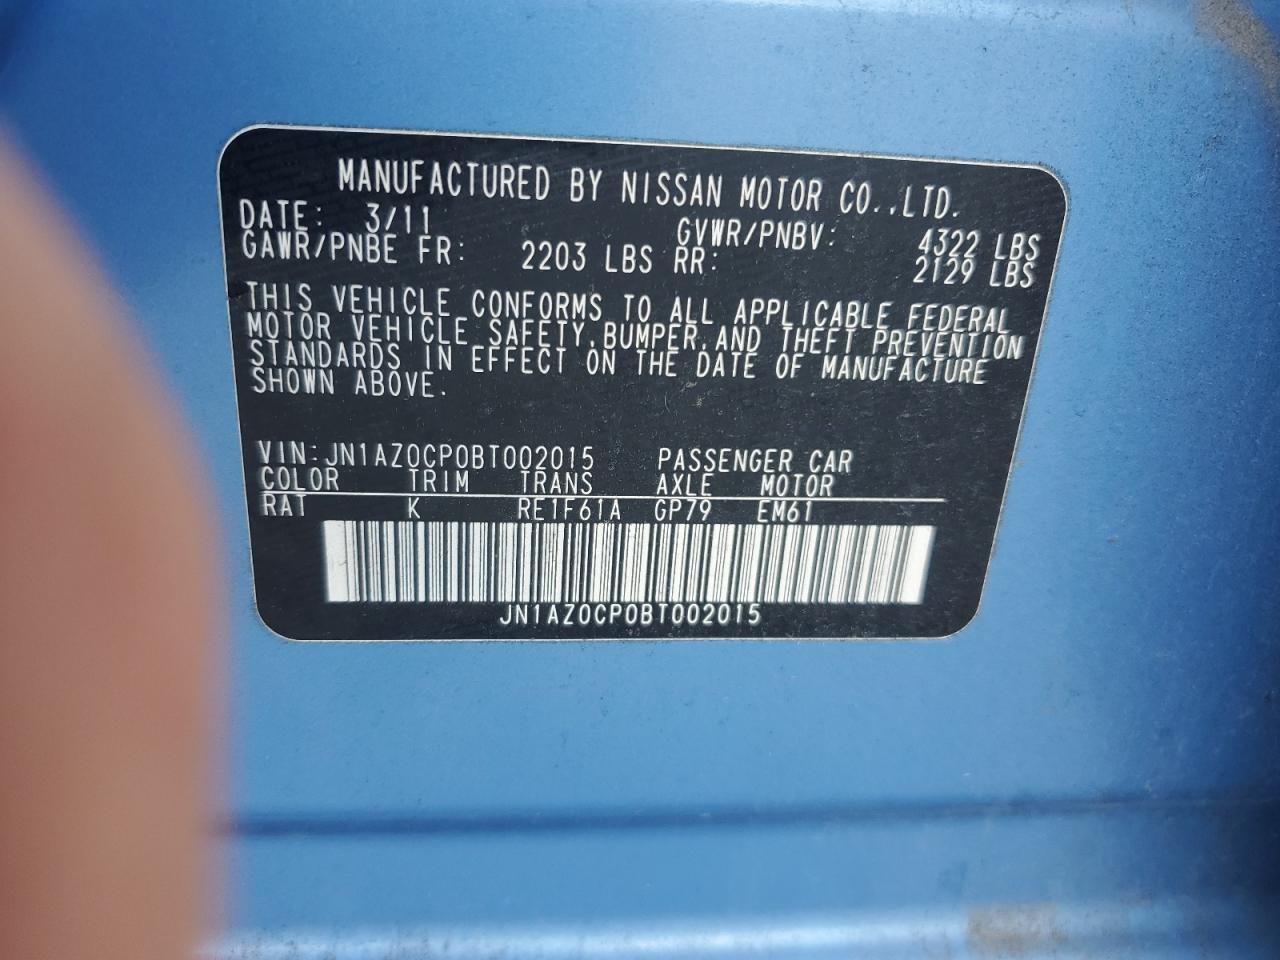 MANUFACTURED BY NISSAN MOTOR CO.,LTD.
DATE: 3/11 GVWR/PNBV: 4322 LBS
GAWR/PNBE FR: 2203 LBS RR: 2129 LBS
THIS VEHICLE CONFORMS TO ALL APPLICABLE FEDERAL
MOTOR VEHICLE SAFETY,BUMPER,AND THEFT PREVENTION
STANDARDS IN EFFECT ON THE DATE OF MANUFACTURE
SHOWN ABOVE.
VIN:JN1AZ0CP0BT002015 PASSENGER CAR
COLOR TRIM TRANS AXLE MOTOR
RAT K RE1F61A GP79 EM61
JN1AZ0CP0BT002015